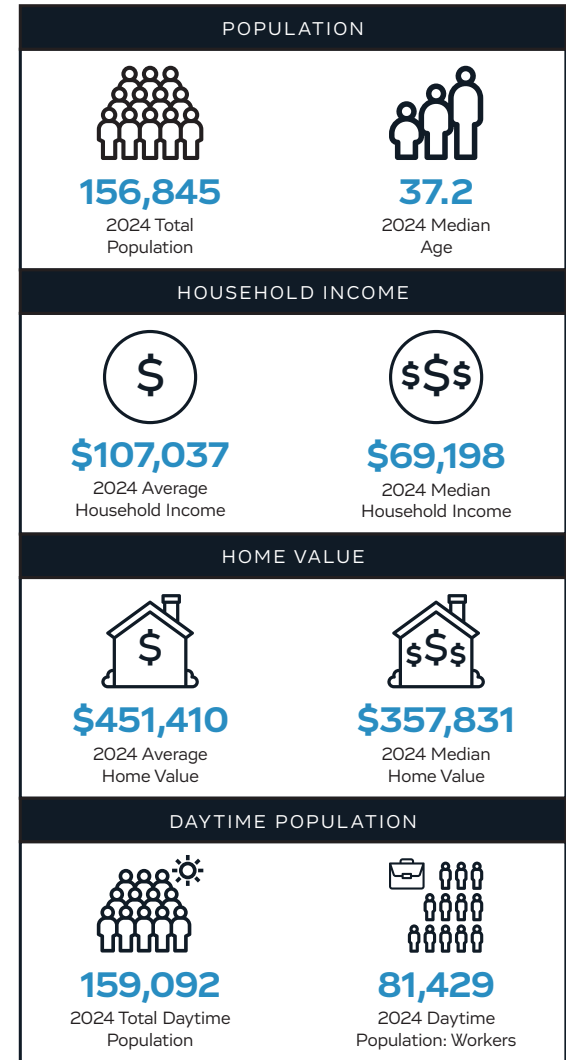 POPULATION
156,845
2024 Total
Population
37.2
2024 Median
Age
HOUSEHOLD INCOME
$
$107,037
2024 Average
Household Income
$$$
$69,198
2024 Median
Household Income
HOME VALUE
$
$451,410
2024 Average
Home Value
$$$
$357,831
2024 Median
Home Value
DAYTIME POPULATION
159,092
2024 Total Daytime
Population
81,429
2024 Daytime
Population: Workers